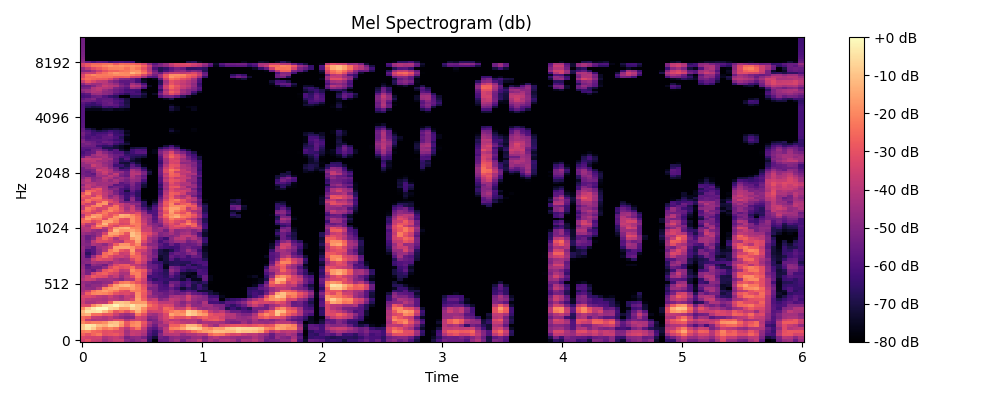 Mel Spectrogram (db)
8192
4096
2048
1024
512
0
Hz
0 1 2 3 4 5 6
Time
+0 dB
-10 dB
-20 dB
-30 dB
-40 dB
-50 dB
-60 dB
-70 dB
-80 dB